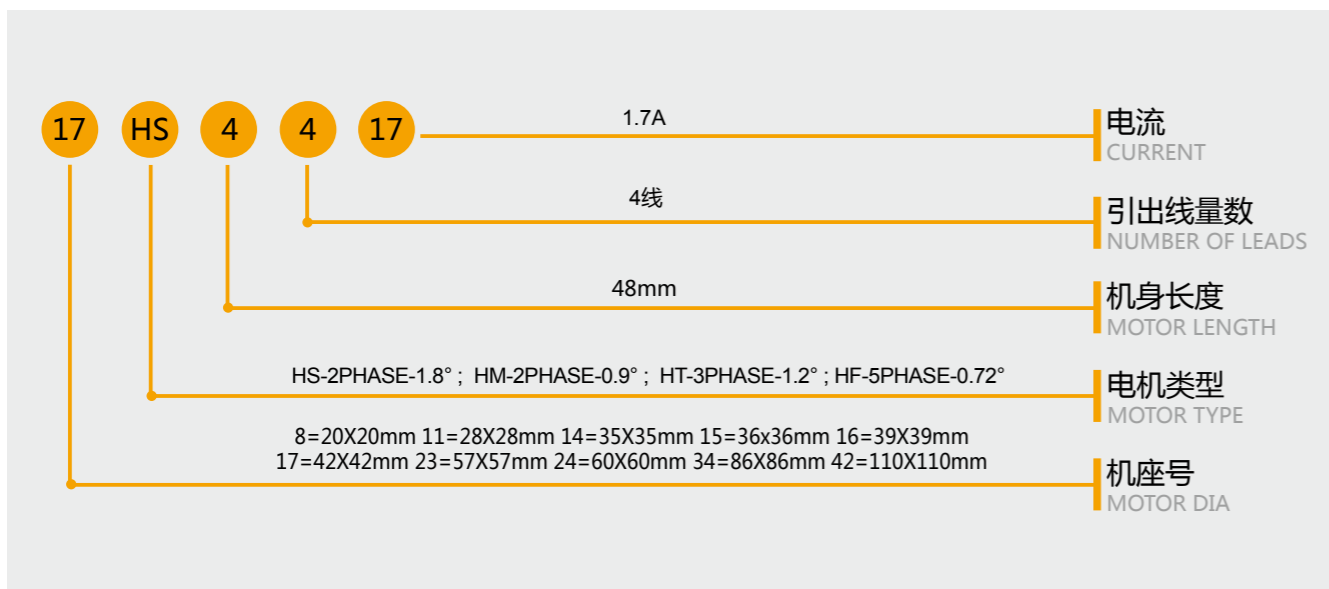 17 HS 4 4 17
1.7A
电流
CURRENT
4线
引出线量数
NUMBER OF LEADS
48mm
机身长度
MOTOR LENGTH
HS-2PHASE-1.8° ; HM-2PHASE-0.9° ; HT-3PHASE-1.2° ; HF-5PHASE-0.72°
电机类型
MOTOR TYPE
8=20X20mm 11=28X28mm 14=35X35mm 15=36x36mm 16=39X39mm
17=42X42mm 23=57X57mm 24=60X60mm 34=86X86mm 42=110X110mm
机座号
MOTOR DIA